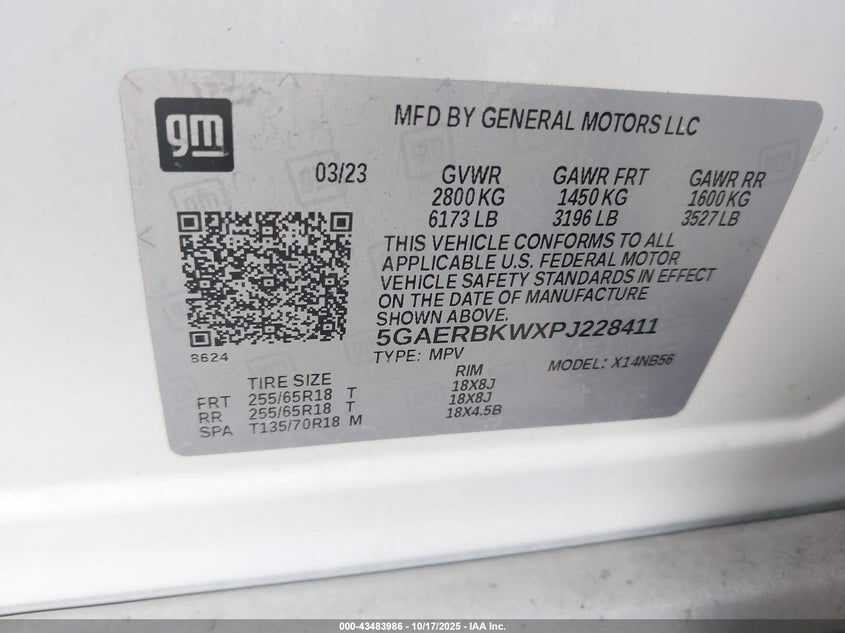 gm
MFD BY GENERAL MOTORS LLC
03/23 GVWR GAWR FRT GAWR RR
2800 KG 1450 KG 1600 KG
6173 LB 3196 LB 3527 LB
THIS VEHICLE CONFORMS TO ALL
APPLICABLE U.S. FEDERAL MOTOR
VEHICLE SAFETY STANDARDS IN EFFECT
ON THE DATE OF MANUFACTURE
SHOWN ABOVE.
5GAERBKWXPJ228411
8624
TYPE: MPV MODEL: X14NB56
TIRE SIZE RIM
FRT 255/65R18 T 18X8J
RR 255/65R18 T 18X8J
SPA T135/70R18 M 18X4.5B
000-43483986 - 10/17/2025 - IAA Inc.